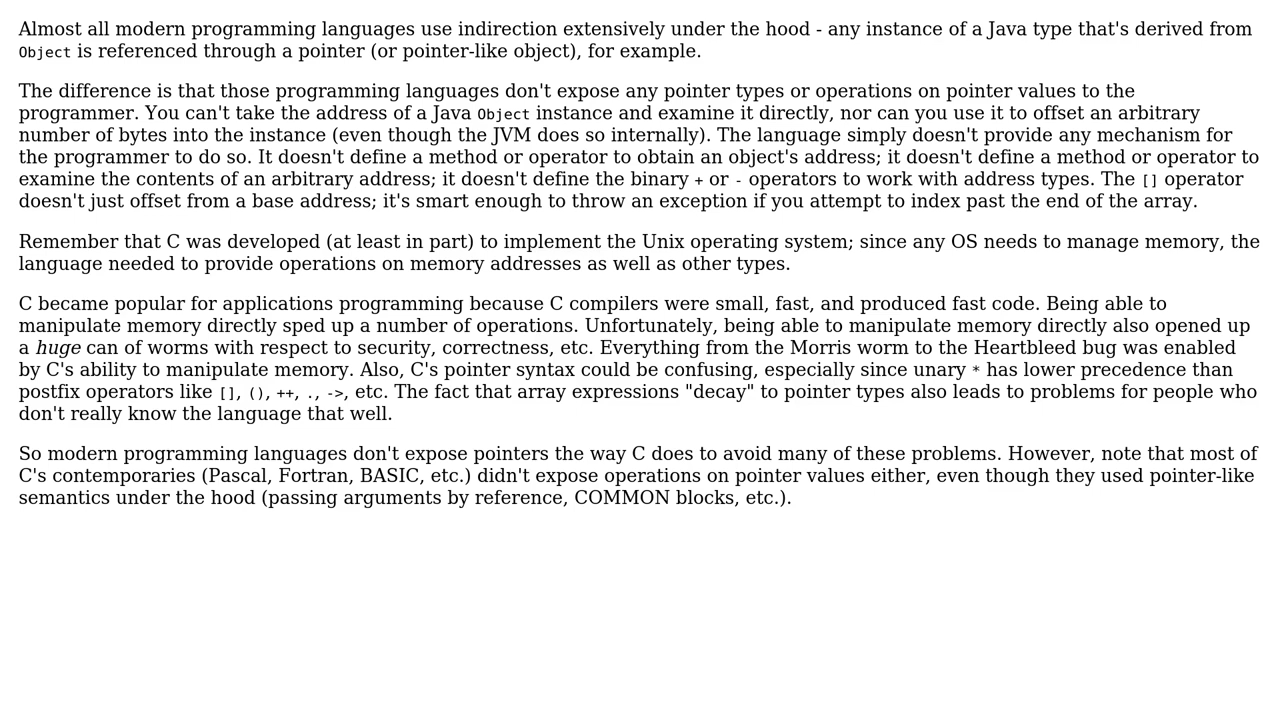 Almost all modern programming languages use indirection extensively under the hood - any instance of a Java type that's derived from
Object is referenced through a pointer (or pointer-like object), for example.
The difference is that those programming languages don't expose any pointer types or operations on pointer values to the
programmer. You can't take the address of a Java Object instance and examine it directly, nor can you use it to offset an arbitrary
number of bytes into the instance (even though the JVM does so internally). The language simply doesn't provide any mechanism for
the programmer to do so. It doesn't define a method or operator to obtain an object's address; it doesn't define a method or operator to
examine the contents of an arbitrary address; it doesn't define the binary + or - operators to work with address types. The [] operator
doesn't just offset from a base address; it's smart enough to throw an exception if you attempt to index past the end of the array.
Remember that C was developed (at least in part) to implement the Unix operating system; since any OS needs to manage memory, the
language needed to provide operations on memory addresses as well as other types.
C became popular for applications programming because C compilers were small, fast, and produced fast code. Being able to
manipulate memory directly sped up a number of operations. Unfortunately, being able to manipulate memory directly also opened up
a huge can of worms with respect to security, correctness, etc. Everything from the Morris worm to the Heartbleed bug was enabled
by C's ability to manipulate memory. Also, C's pointer syntax could be confusing, especially since unary * has lower precedence than
postfix operators like [], (), ++, ., ->, etc. The fact that array expressions "decay" to pointer types also leads to problems for people who
don't really know the language that well.
So modern programming languages don't expose pointers the way C does to avoid many of these problems. However, note that most of
C's contemporaries (Pascal, Fortran, BASIC, etc.) didn't expose operations on pointer values either, even though they used pointer-like
semantics under the hood (passing arguments by reference, COMMON blocks, etc.).